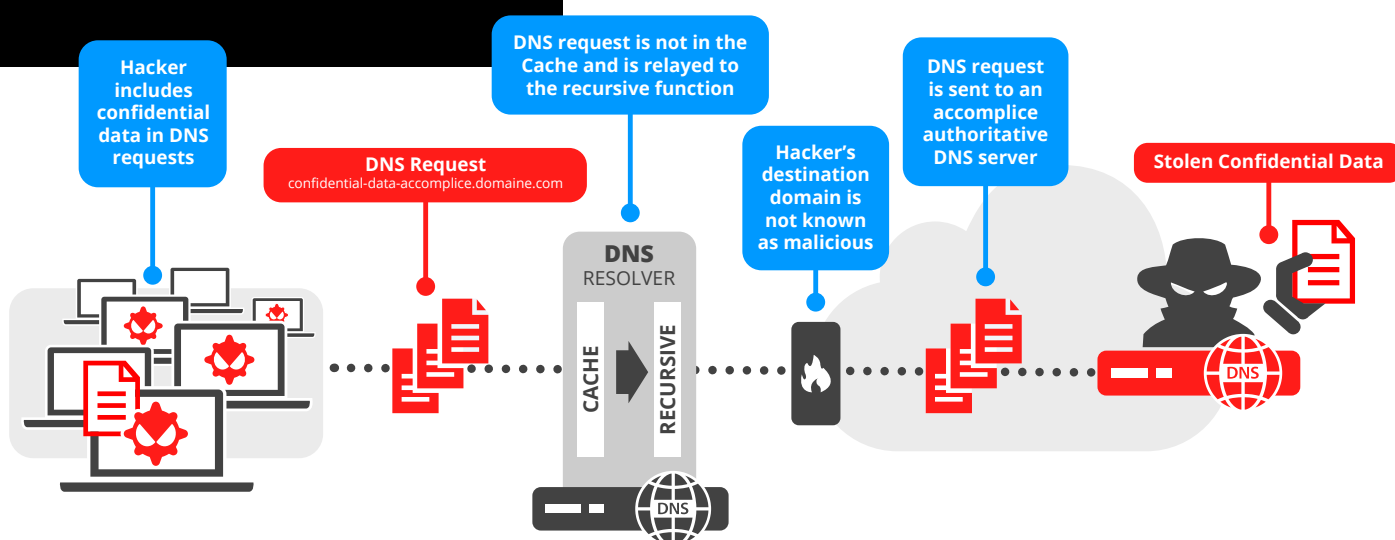 Hacker
includes
confidential
data in DNS
requests
DNS Request
confidential-data-accomplice.domaine.com
DNS request is not in the
Cache and is relayed to
the recursive function
DNS
RESOLVER
CACHE
RECURSIVE
DNS
Hacker’s
destination
domain is
not known
as malicious
DNS request
is sent to an
accomplice
authoritative
DNS server
Stolen Confidential Data
DNS